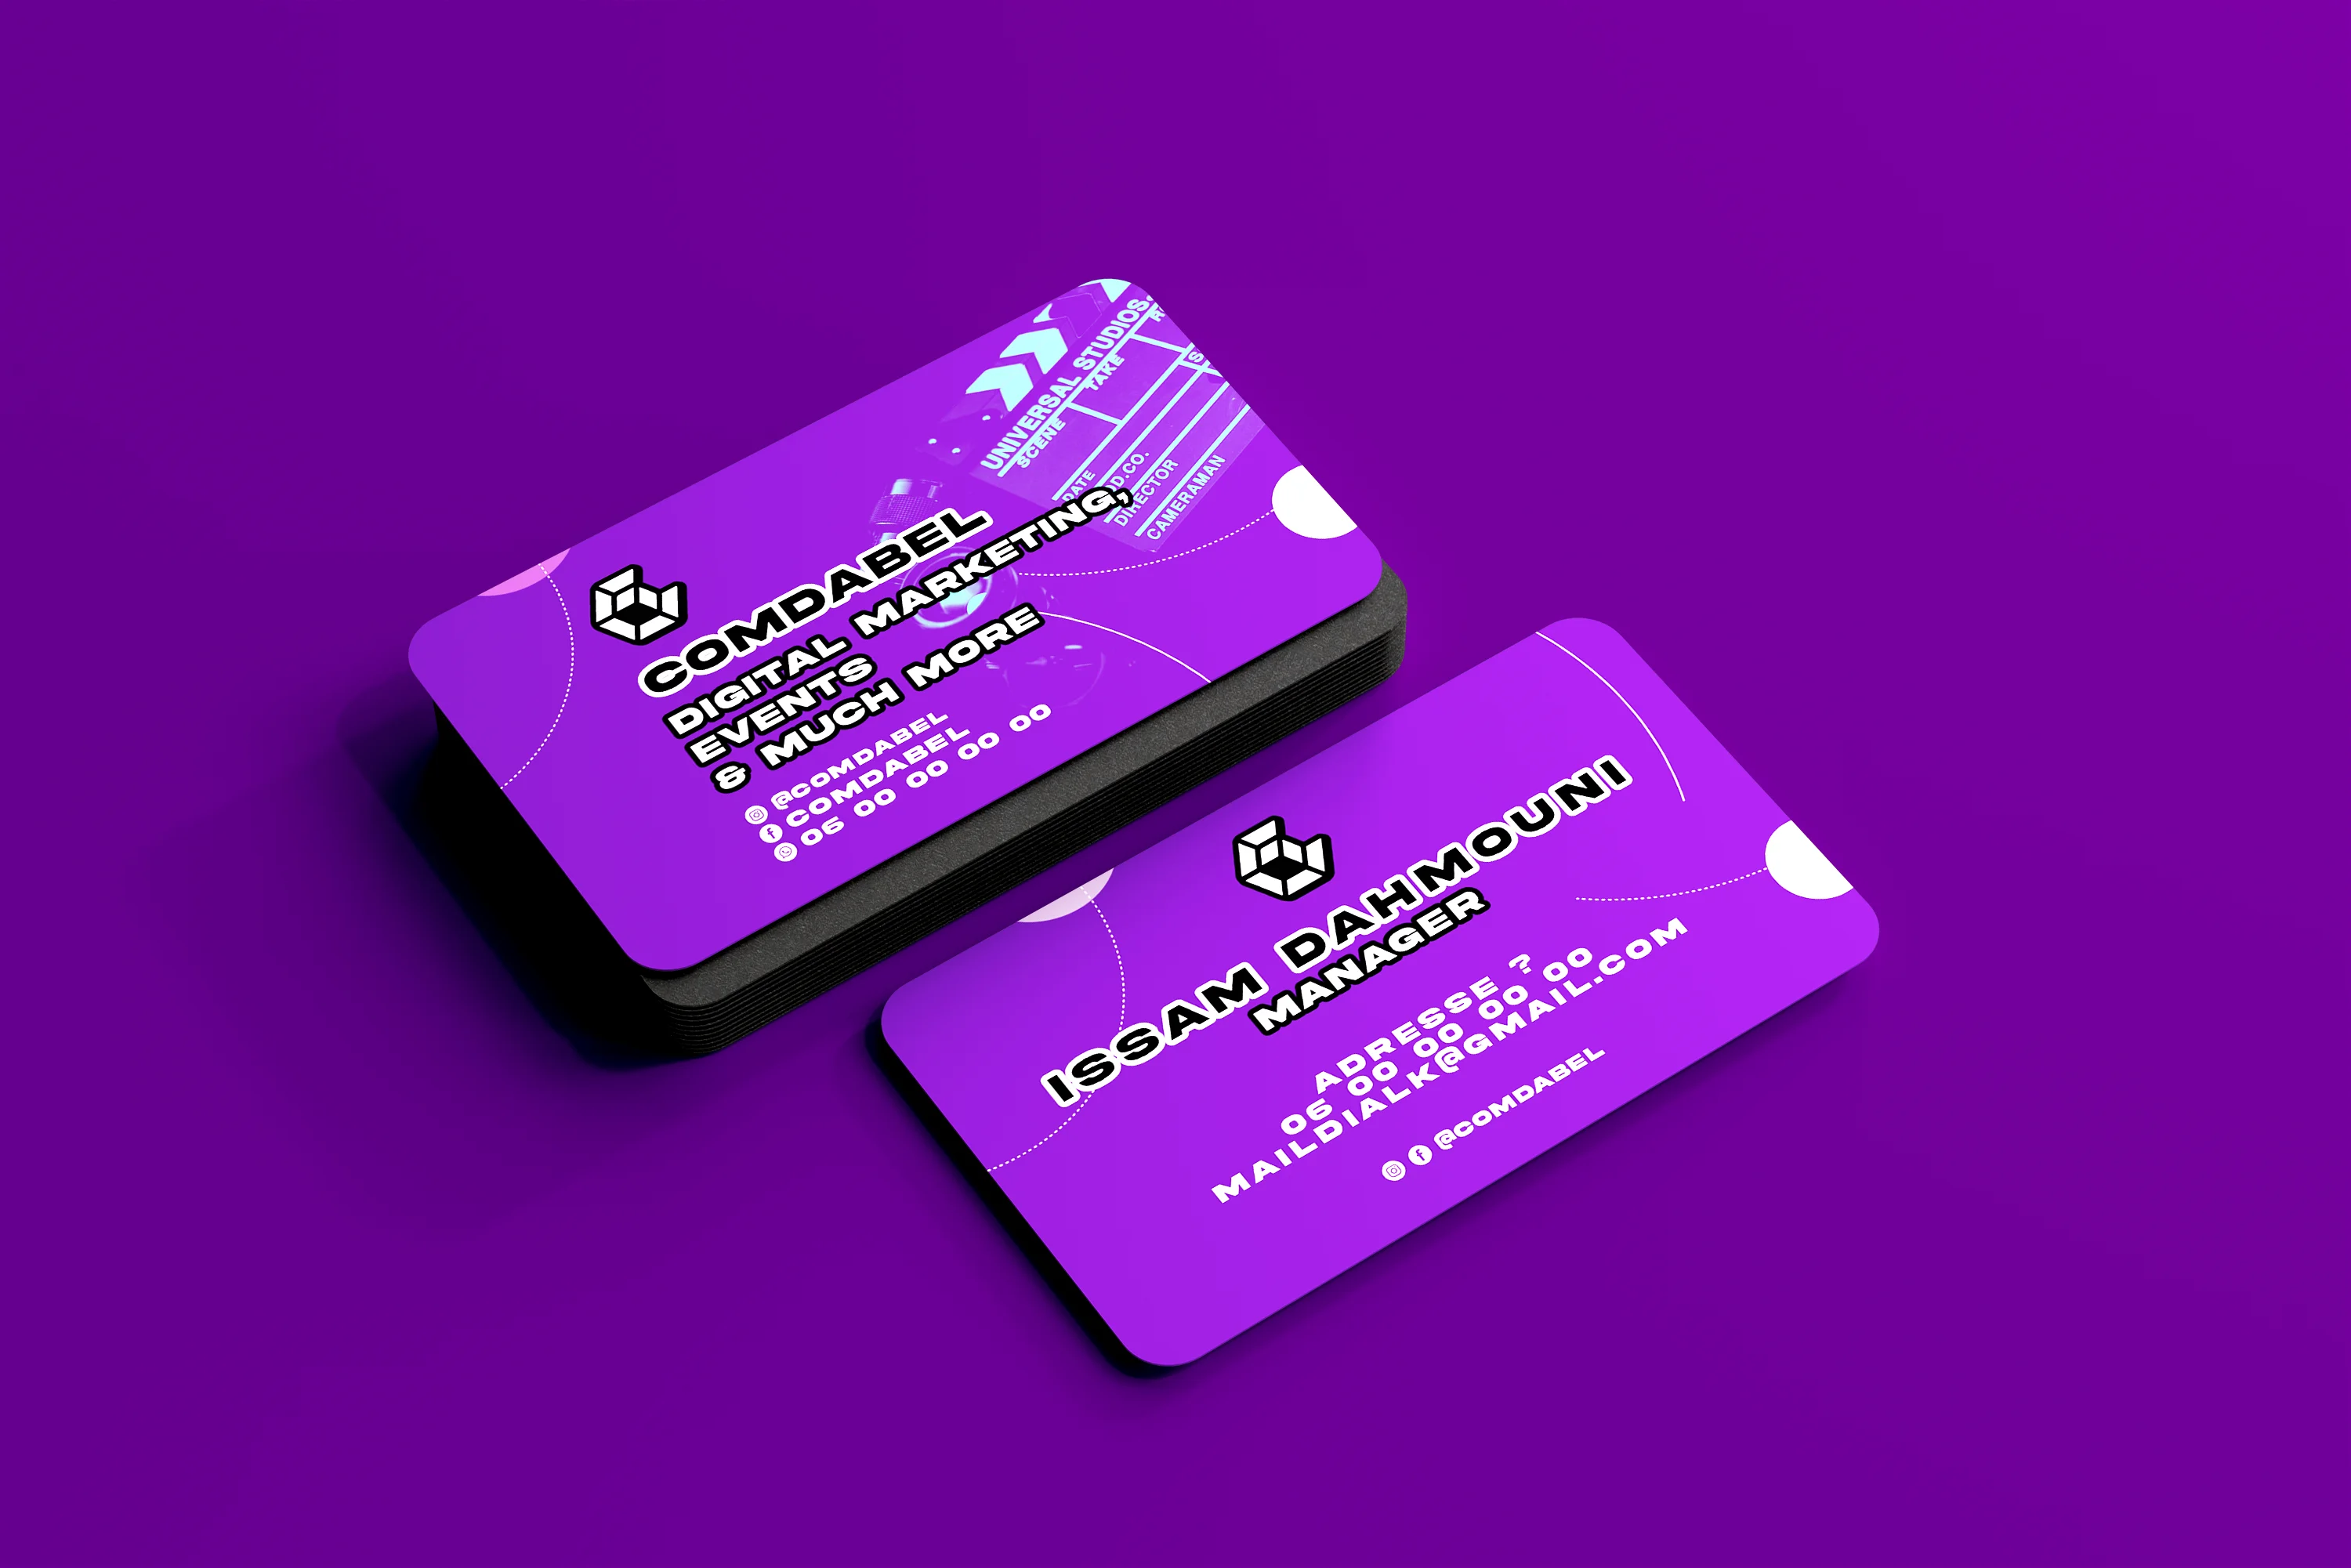 UNIVERSAL STUDIOS
SCENE
TAKE
DATE
DIRECTOR
CAMERAMAN
COMDABEL
DIGITAL MARKETING,
EVENTS
& MUCH MORE
@COMDABEL
COMDABEL
06 00 00 00 00
ISSAM DAHMOUNI
MANAGER
ADRESSE ?
06 00 00 00 00
MAILDIALK@GMAIL.COM
@COMDABEL